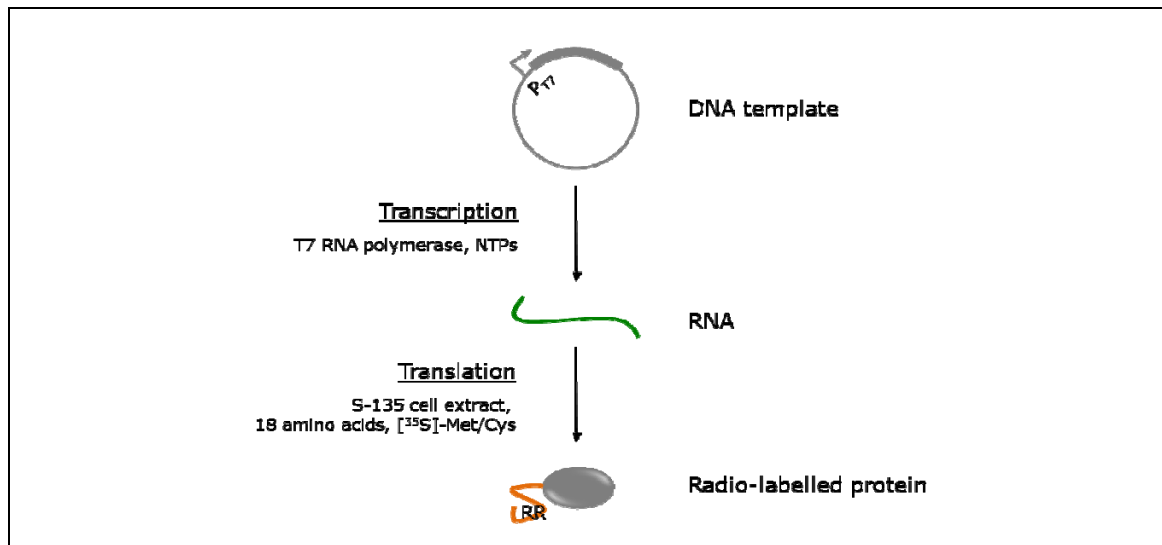 P_T7
DNA template
Transcription
T7 RNA polymerase, NTPs
RNA
Translation
S-135 cell extract,
18 amino acids, [³⁵S]-Met/Cys
Radio-labelled protein
RR